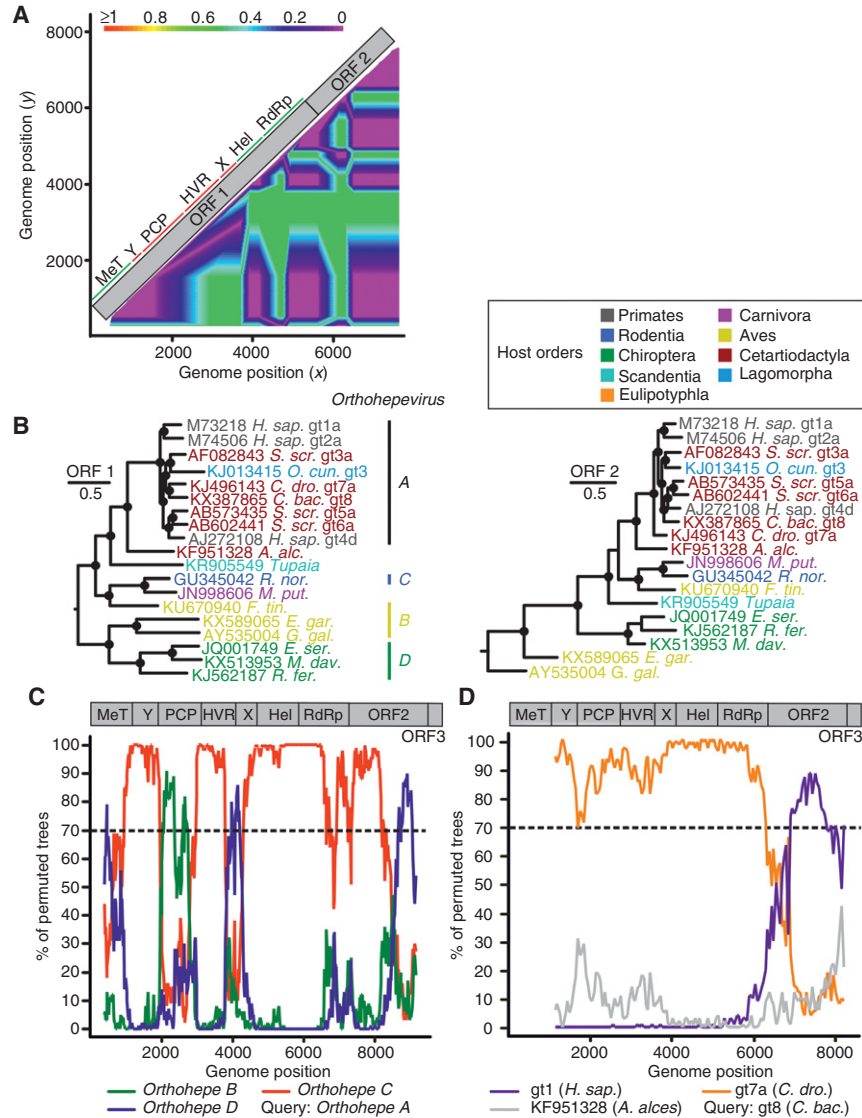 A
≥1 0.8 0.6 0.4 0.2 0
8000
6000
4000
2000
Genome position (y)
MeT Y PCP HVR X Hel RdRp
ORF 1 ORF 2
2000 4000 6000
Genome position (x)
Host orders
Primates
Rodentia
Chiroptera
Scandentia
Eulipotyphla
Carnivora
Aves
Cetartiodactyla
Lagomorpha
Orthohepevirus
B
ORF 1
0.5
M73218 H. sap. gt1a
M74506 H. sap. gt2a
AF082843 S. scr. gt3a
KJ013415 O. cun. gt3
KJ496143 C. dro. gt7a
KX387865 C. bac. gt8
AB573435 S. scr. gt5a
AB602441 S. scr. gt6a
AJ272108 H. sap. gt4d
KF951328 A. alc.
KR905549 Tupaia
GU345042 R. nor.
JN998606 M. put.
KU670940 F. tin.
KX589065 E. gar.
AY535004 G. gal.
JQ001749 E. ser.
KX513953 M. dav.
KJ562187 R. fer.
A
C
B
D
ORF 2
0.5
M73218 H. sap. gt1a
M74506 H. sap. gt2a
AF082843 S. scr. gt3a
KJ013415 O. cun. gt3
AB573435 S. scr. gt5a
AB602441 S. scr. gt6a
AJ272108 H. sap. gt4d
KX387865 C. bac. gt8
KJ496143 C. dro. gt7a
KF951328 A. alc.
JN998606 M. put.
GU345042 R. nor.
KU670940 F. tin.
KR905549 Tupaia
JQ001749 E. ser.
KJ562187 R. fer.
KX513953 M. dav.
KX589065 E. gar.
AY535004 G. gal.
C
MeT Y PCP HVR X Hel RdRp ORF2
ORF3
100
90
80
70
60
50
40
30
20
10
0
% of permuted trees
2000 4000 6000 8000
Genome position
Orthohepe B Orthohepe C
Orthohepe D Query: Orthohepe A
D
MeT Y PCP HVR X Hel RdRp ORF2
ORF3
100
90
80
70
60
50
40
30
20
10
0
% of permuted trees
2000 4000 6000 8000
Genome position
gt1 (H. sap.) gt7a (C. dro.)
KF951328 (A. alces) Query: gt8 (C. bac.)